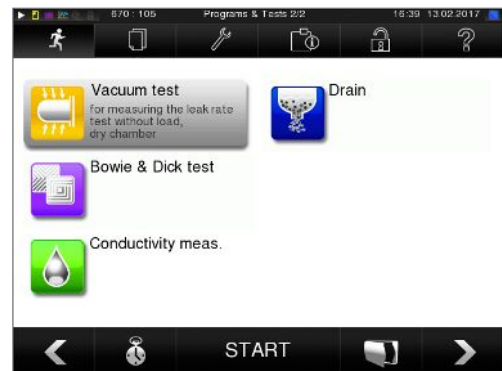 670 : 105 Programs & Tests 2/2 16:39 13.02.2017
Vacuum test
for measuring the leak rate
test without load,
dry chamber
Drain
Bowie & Dick test
Conductivity meas.
START